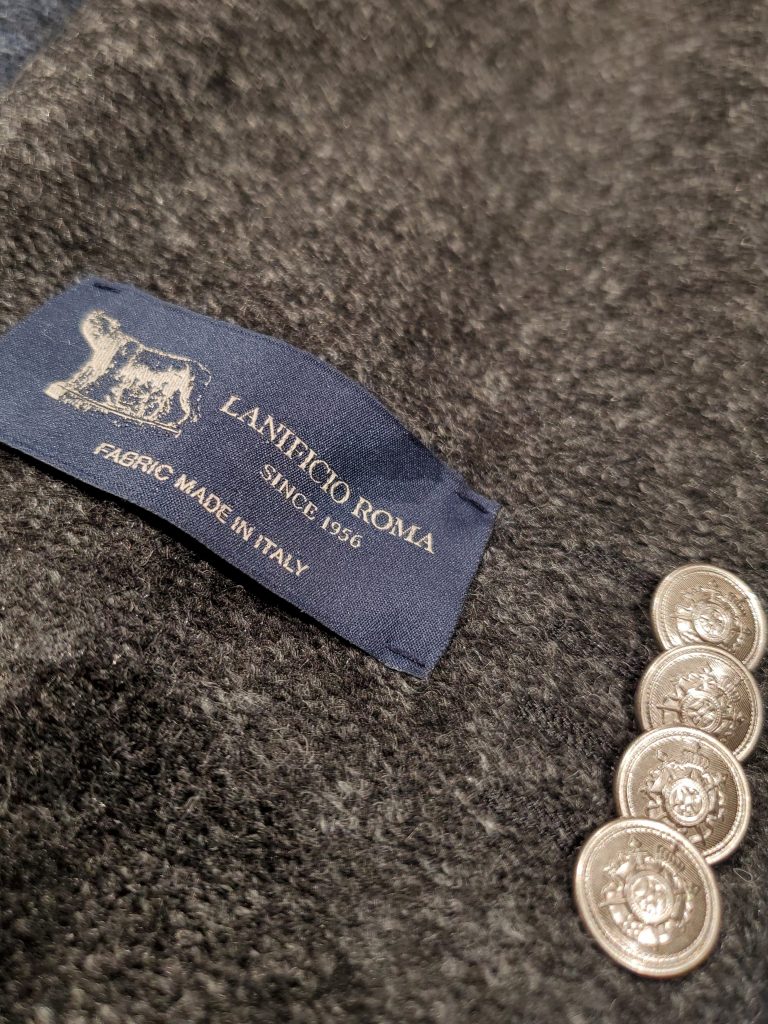 LANIFICIO ROMA
SINCE 1956
FABRIC MADE IN ITALY